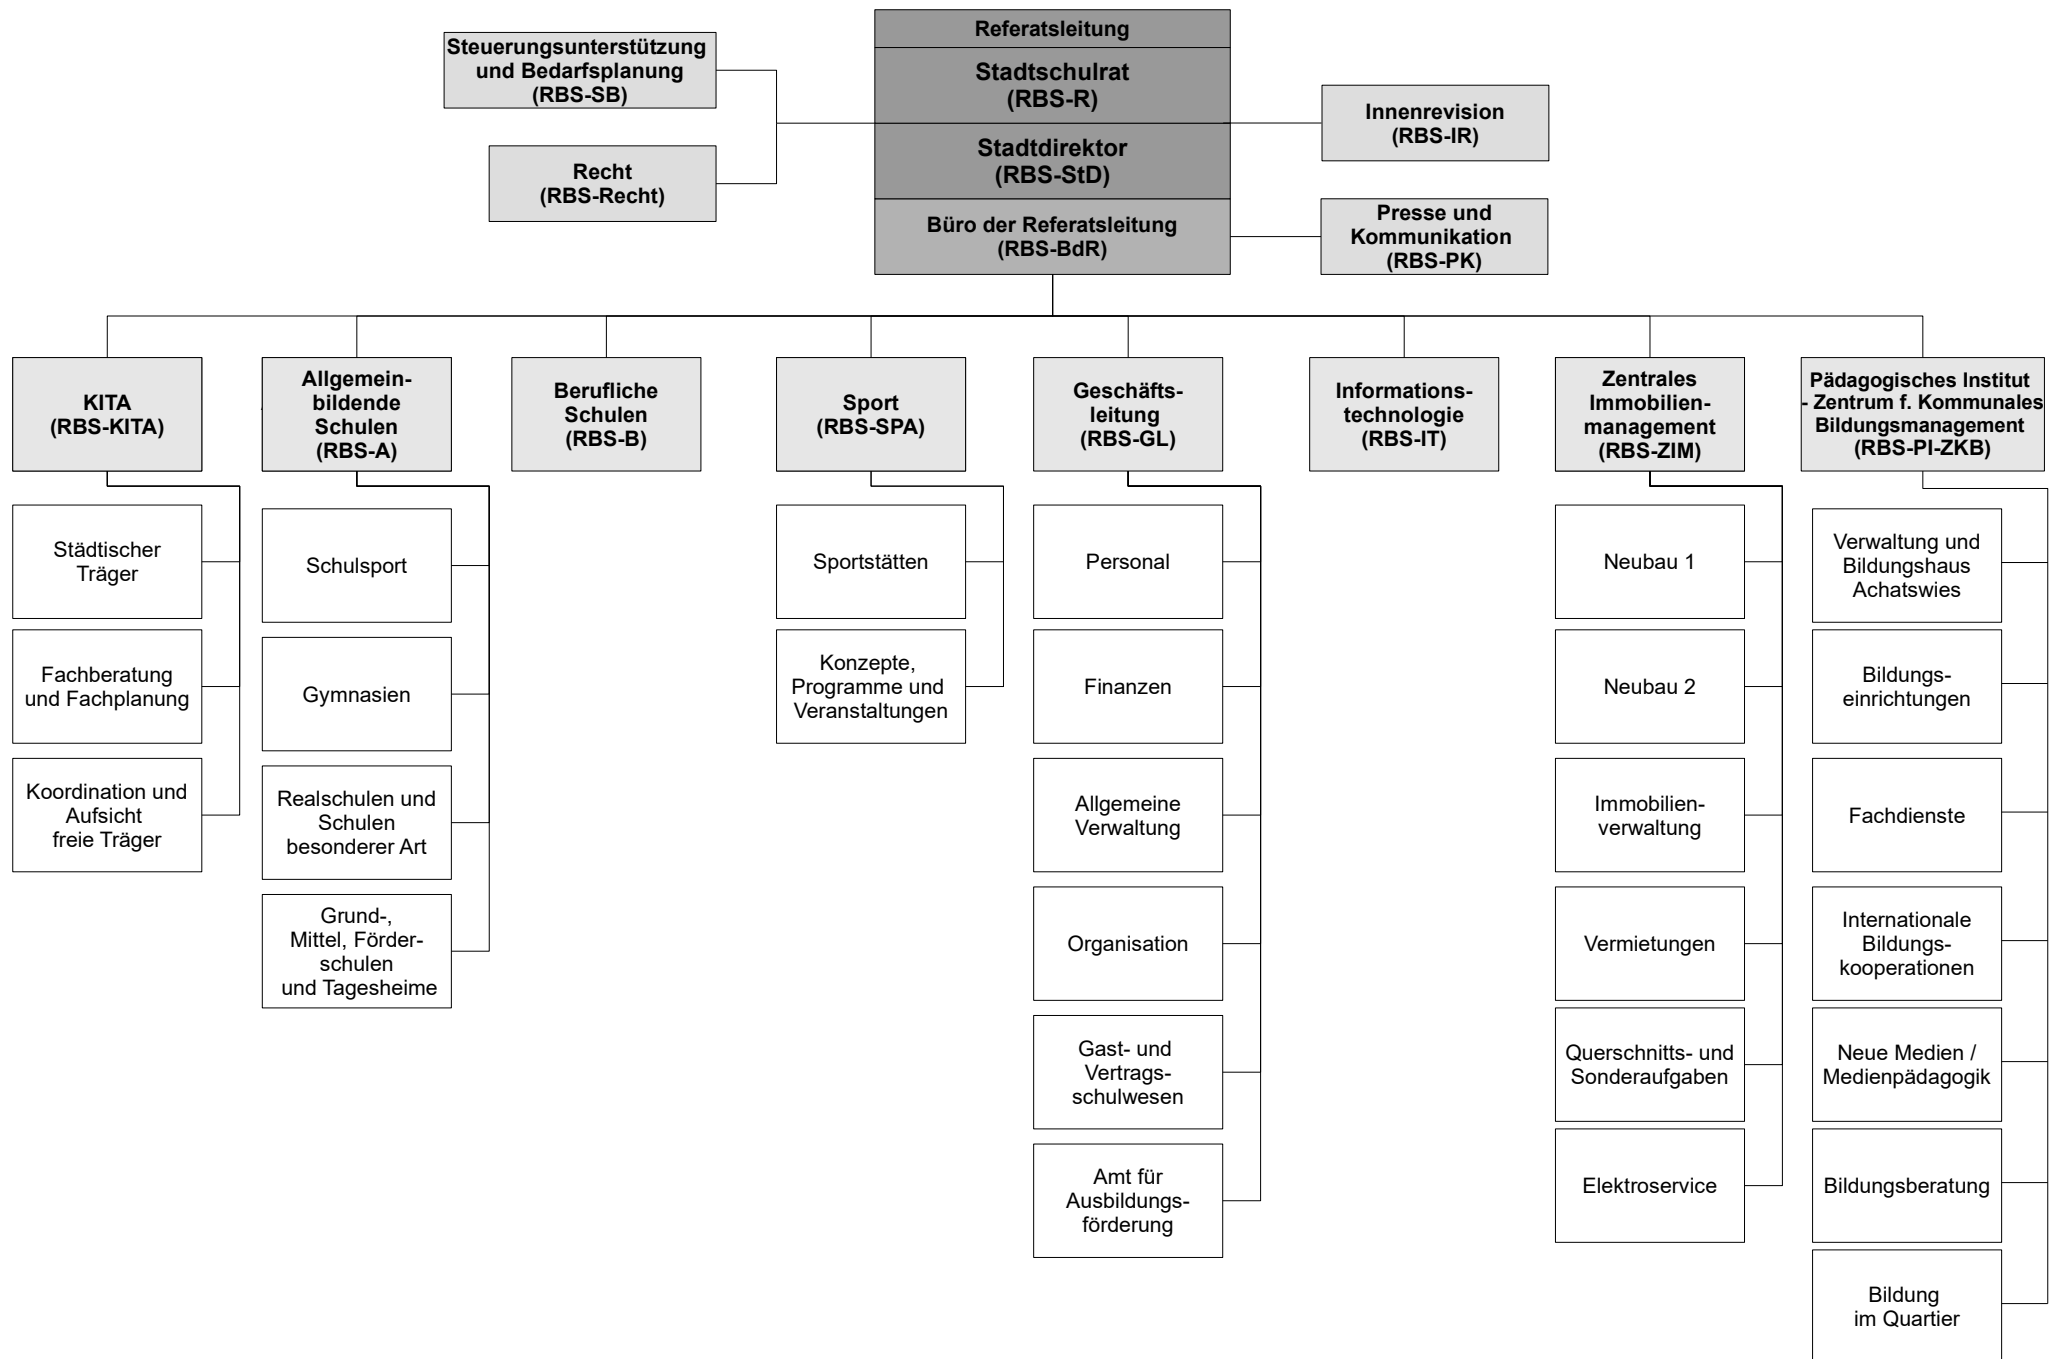 Referatsleitung
Stadtschulrat
(RBS-R)
Stadtdirektor
(RBS-StD)
Büro der Referatsleitung
(RBS-BdR)
Steuerungsunterstützung
und Bedarfsplanung
(RBS-SB)
Recht
(RBS-Recht)
Innenrevision
(RBS-IR)
Presse und
Kommunikation
(RBS-PK)
KITA
(RBS-KITA)
Städtischer
Träger
Fachberatung
und Fachplanung
Koordination und
Aufsicht
freie Träger
Allgemein-
bildende
Schulen
(RBS-A)
Schulsport
Gymnasien
Realschulen und
Schulen
besonderer Art
Grund-,
Mittel, Förder-
schulen
und Tagesheime
Berufliche
Schulen
(RBS-B)
Sport
(RBS-SPA)
Sportstätten
Konzepte,
Programme und
Veranstaltungen
Geschäfts-
leitung
(RBS-GL)
Personal
Finanzen
Allgemeine
Verwaltung
Organisation
Gast- und
Vertrags-
schulwesen
Amt für
Ausbildungs-
förderung
Informations-
technologie
(RBS-IT)
Zentrales
Immobilien-
management
(RBS-ZIM)
Neubau 1
Neubau 2
Immobilien-
verwaltung
Vermietungen
Querschnitts- und
Sonderaufgaben
Elektroservice
Pädagogisches Institut
- Zentrum f. Kommunales
Bildungsmanagement
(RBS-PI-ZKB)
Verwaltung und
Bildungshaus
Achatswies
Bildungs-
einrichtungen
Fachdienste
Internationale
Bildungs-
kooperationen
Neue Medien /
Medienpädagogik
Bildungsberatung
Bildung
im Quartier